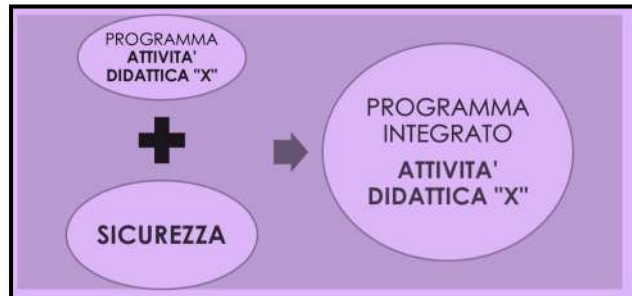 PROGRAMMA
ATTIVITA'
DIDATTICA "X"
SICUREZZA
PROGRAMMA
INTEGRATO
ATTIVITA'
DIDATTICA "X"